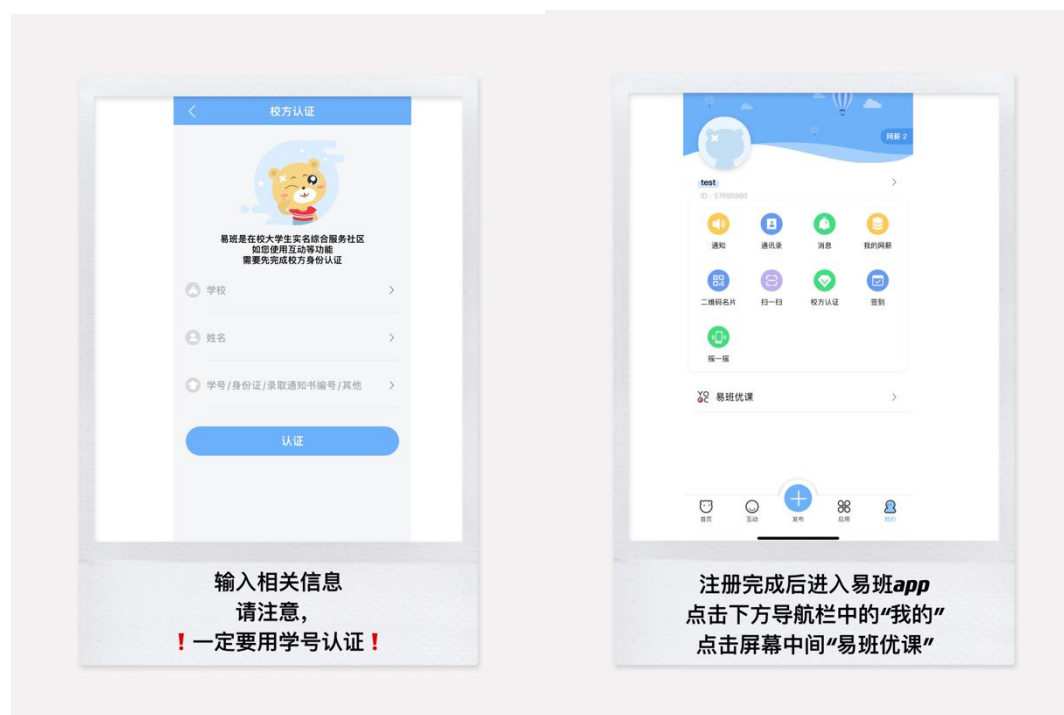 校方认证
易班是在校大学生实名综合服务社区
如您使用互动等功能
需要先完成校方身份认证
学校
姓名
学号/身份证/录取通知书编号/其他
认证
输入相关信息
请注意,
❗一定要用学号认证❗
网薪 2
test
ID：57695880
通知 通讯录 消息 我的网薪
二维码名片 扫一扫 校方认证 签到
摇一摇
易班优课
首页 互动 发布 应用 我的
注册完成后进入易班app
点击下方导航栏中的“我的”
点击屏幕中间“易班优课”